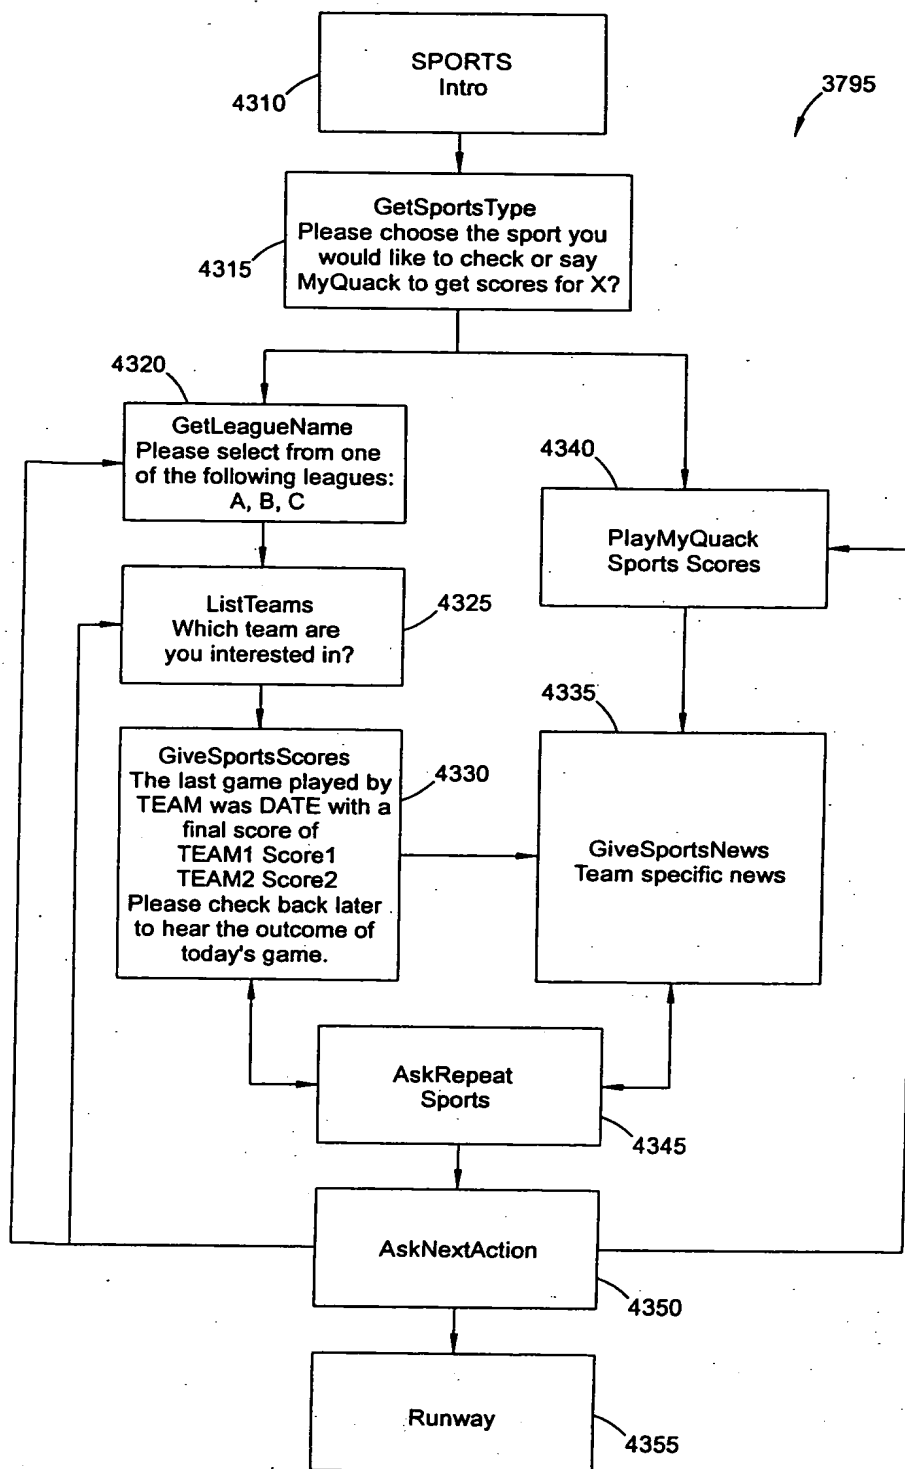 SPORTS
Intro
4310
3795
GetSportsType
Please choose the sport you
would like to check or say
MyQuack to get scores for X?
4315
4320
GetLeagueName
Please select from one
of the following leagues:
A, B, C
4340
PlayMyQuack
Sports Scores
ListTeams
Which team are
you interested in?
4325
4335
GiveSportsScores
The last game played by
TEAM was DATE with a
final score of
TEAM1 Score1
TEAM2 Score2
Please check back later
to hear the outcome of
today's game.
4330
GiveSportsNews
Team specific news
AskRepeat
Sports
4345
AskNextAction
4350
Runway
4355